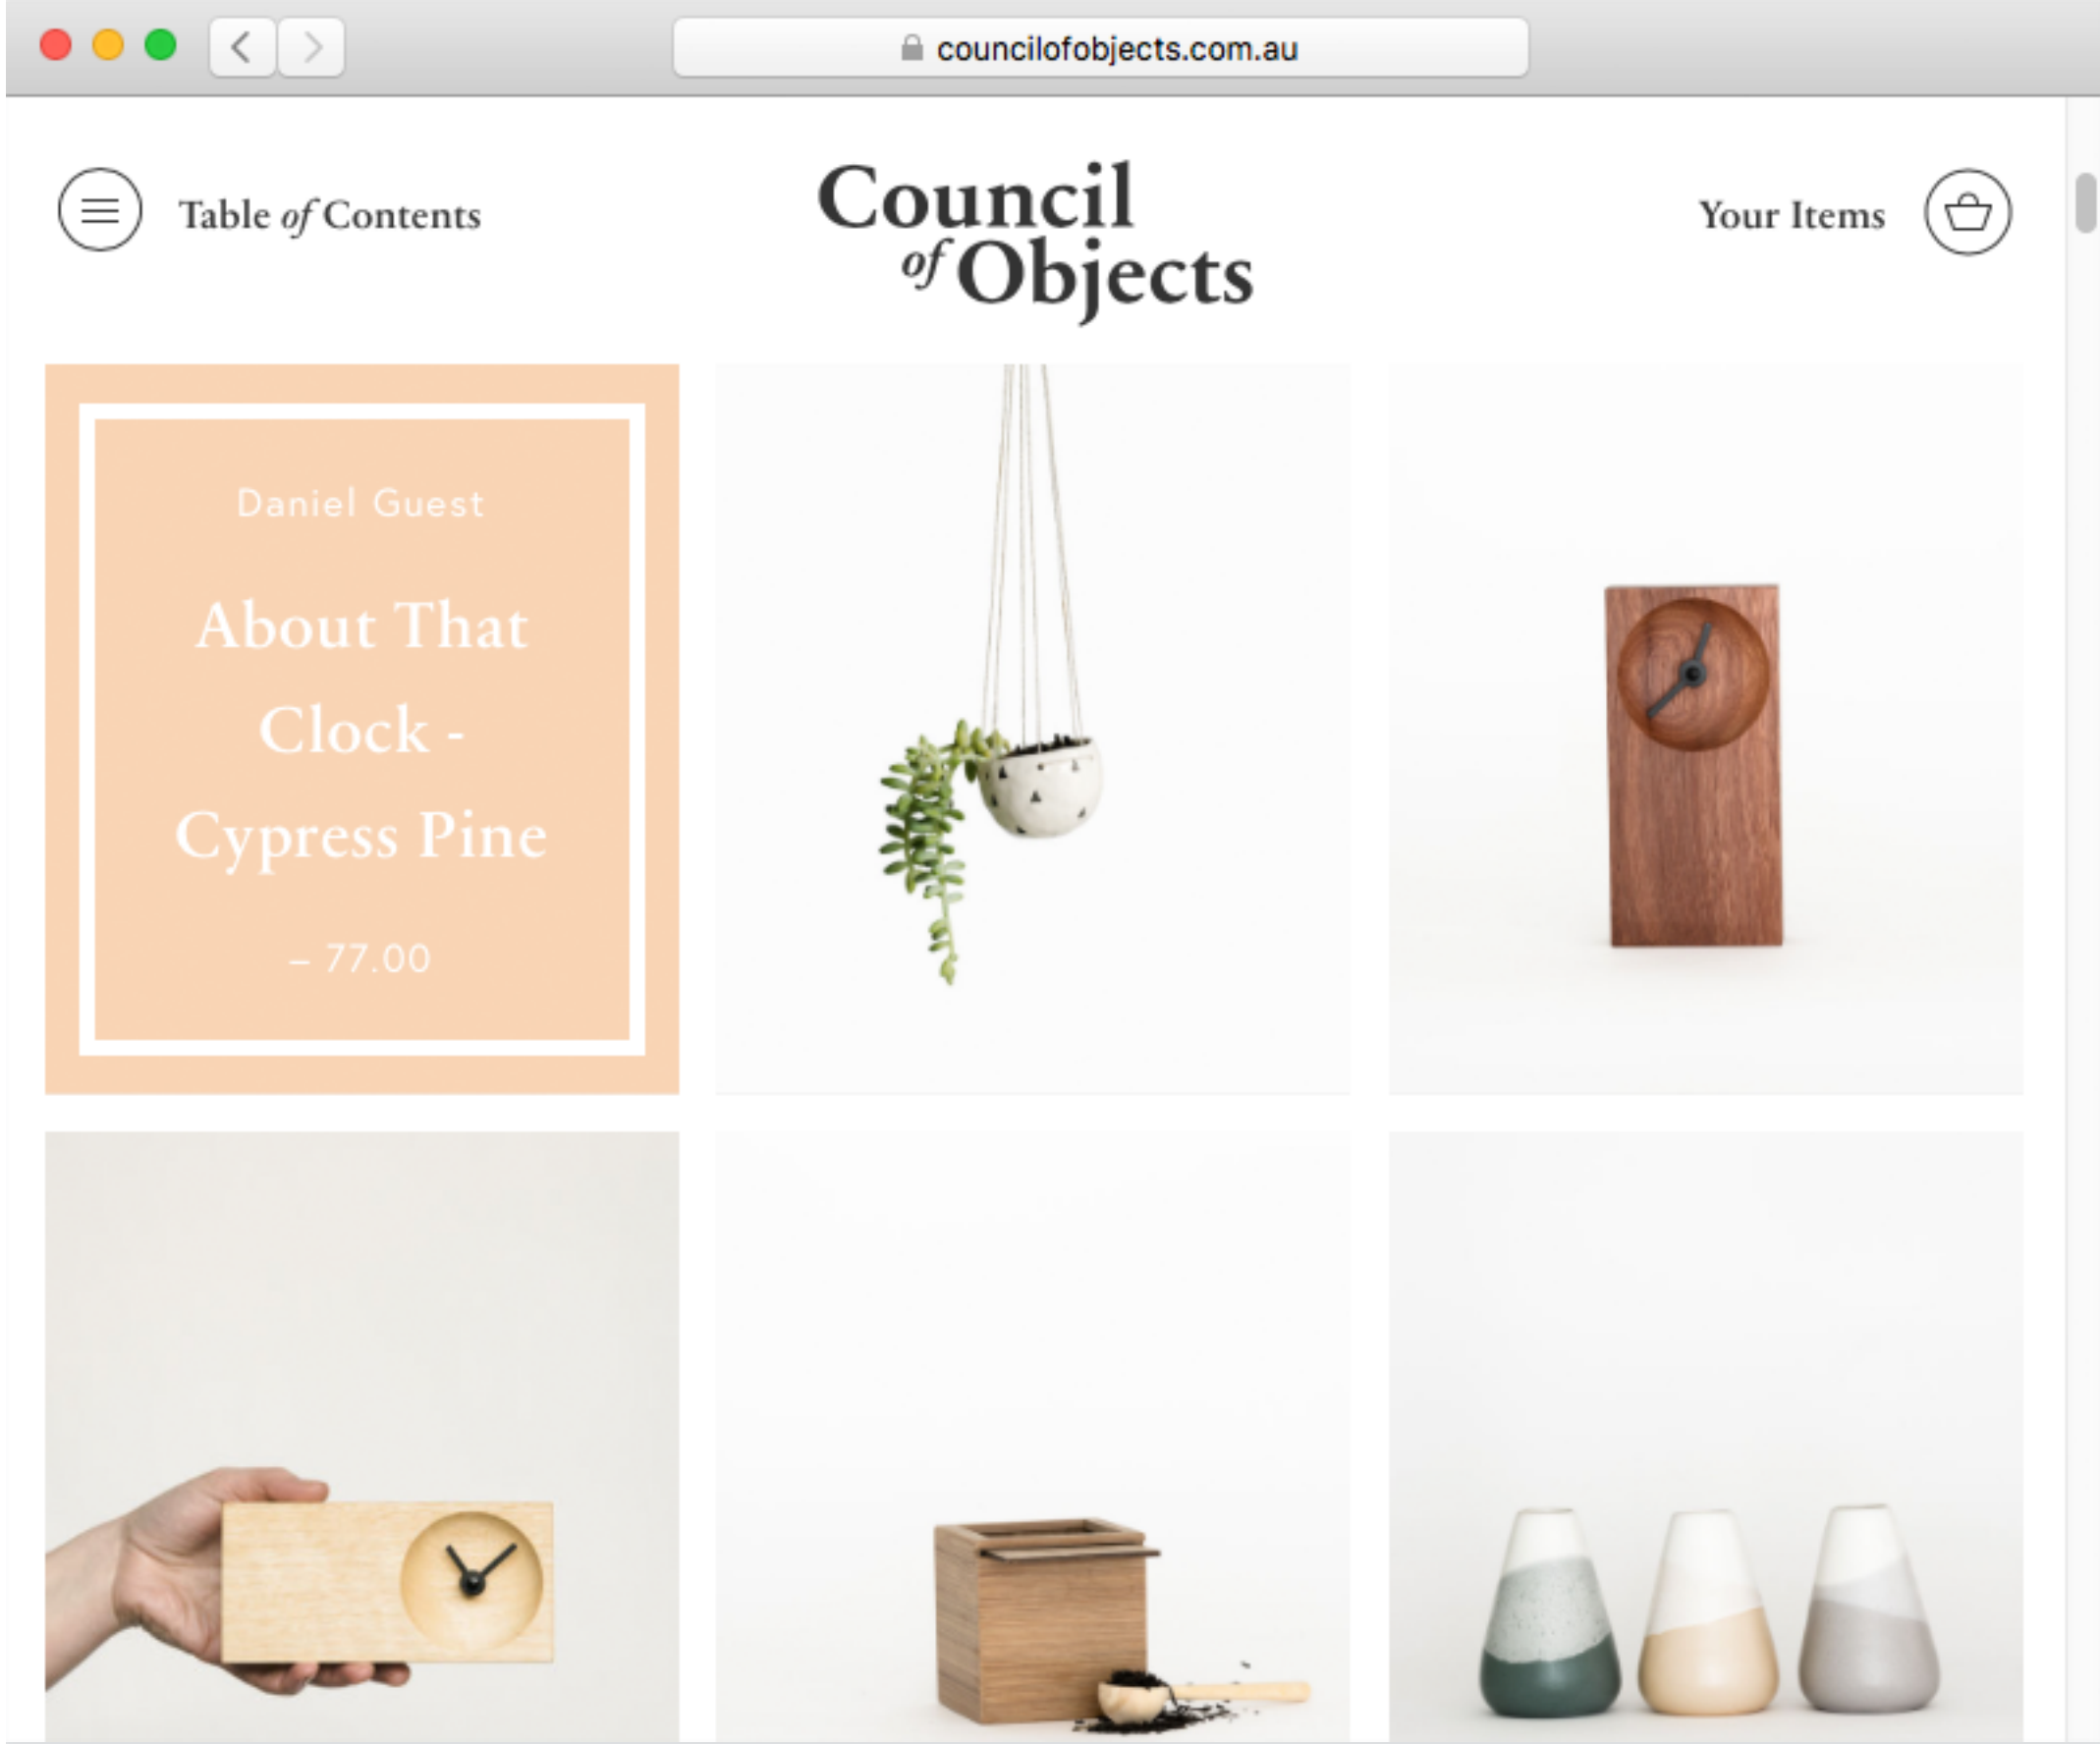 councilofobjects.com.au
Table of Contents
Council
of Objects
Your Items
Daniel Guest
About That
Clock -
Cypress Pine
– 77.00